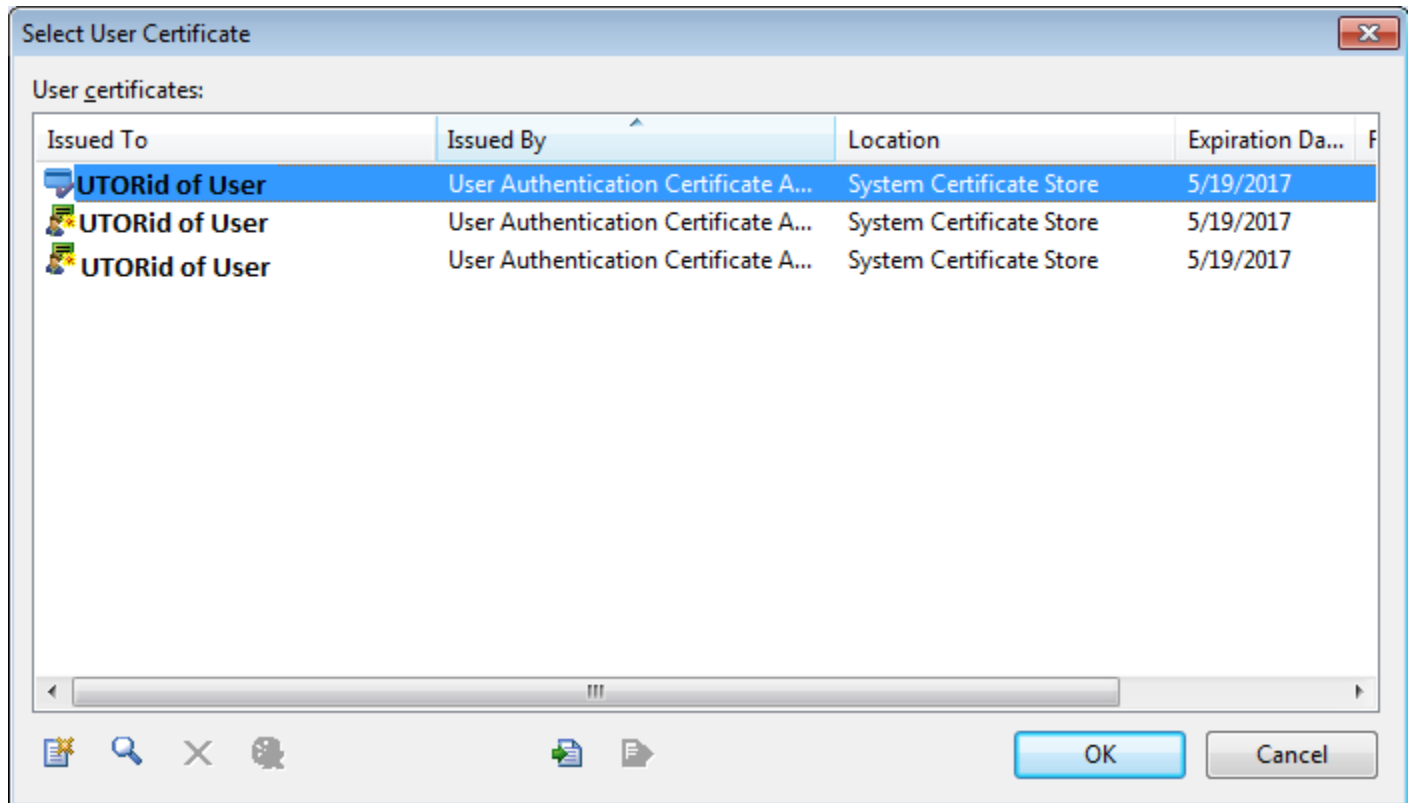 Select User Certificate
User certificates:
Issued To Issued By Location Expiration Da... F
UTORid of User User Authentication Certificate A... System Certificate Store 5/19/2017
UTORid of User User Authentication Certificate A... System Certificate Store 5/19/2017
UTORid of User User Authentication Certificate A... System Certificate Store 5/19/2017
OK Cancel